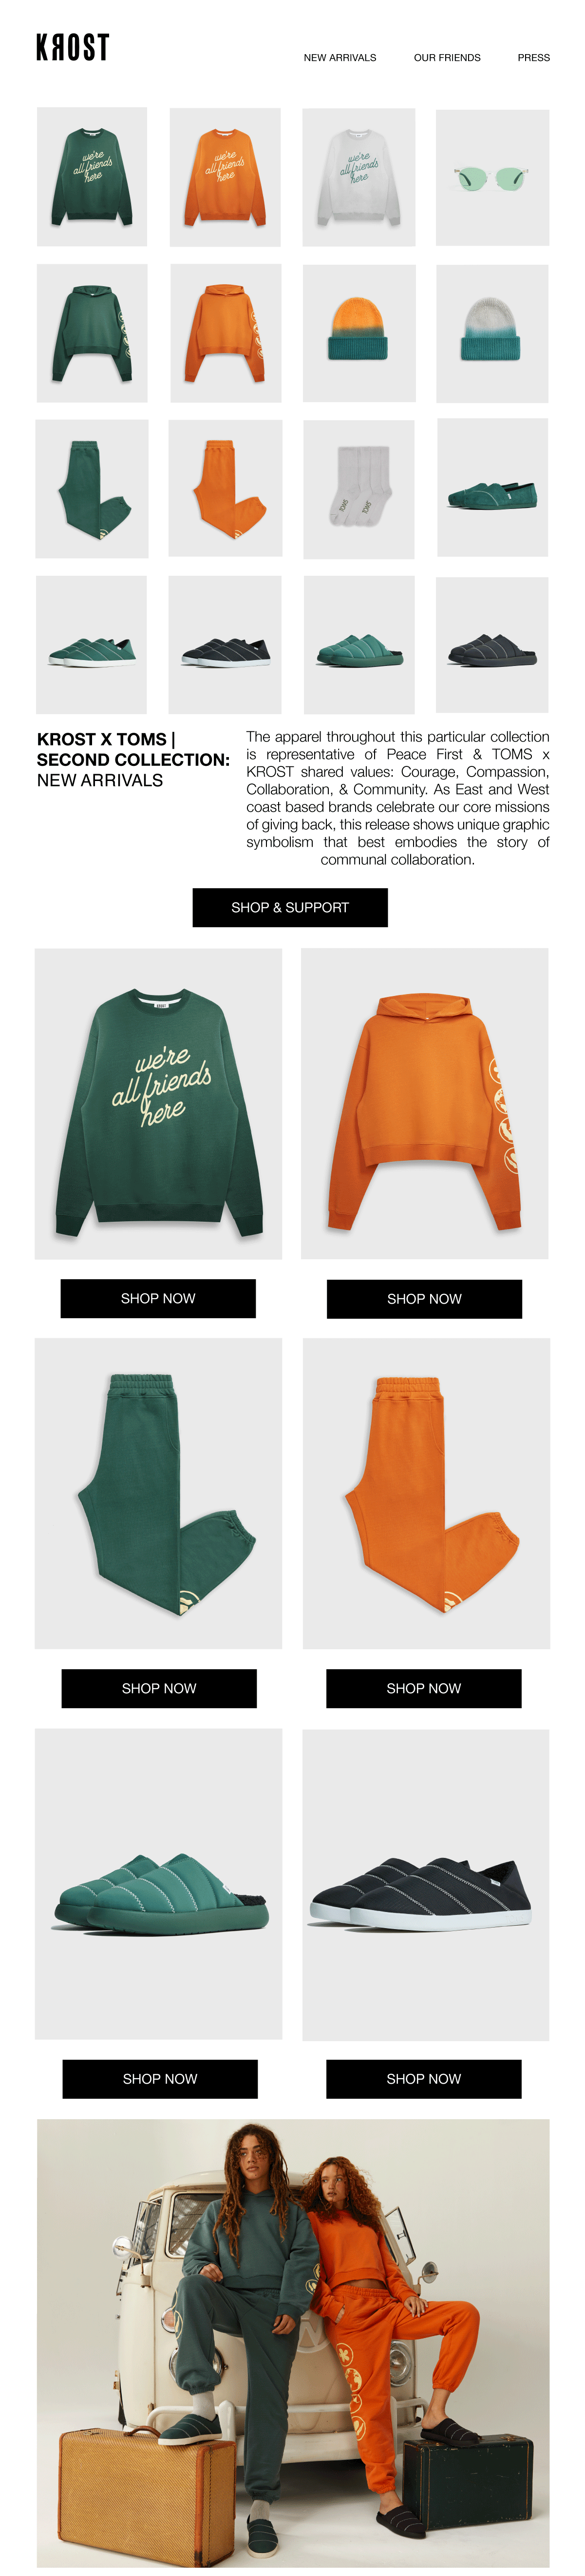 KROST
NEW ARRIVALS
OUR FRIENDS
PRESS
we're
all friends
here
we're
all friends
here
we're
all friends
here
TOMS
TOMS
KROST X TOMS |
SECOND COLLECTION:
NEW ARRIVALS
The apparel throughout this particular collection
is representative of Peace First & TOMS x
KROST shared values: Courage, Compassion,
Collaboration, & Community. As East and West
coast based brands celebrate our core missions
of giving back, this release shows unique graphic
symbolism that best embodies the story of
communal collaboration.
SHOP & SUPPORT
KROST
we're
all friends
here
SHOP NOW
SHOP NOW
SHOP NOW
SHOP NOW
SHOP NOW
SHOP NOW